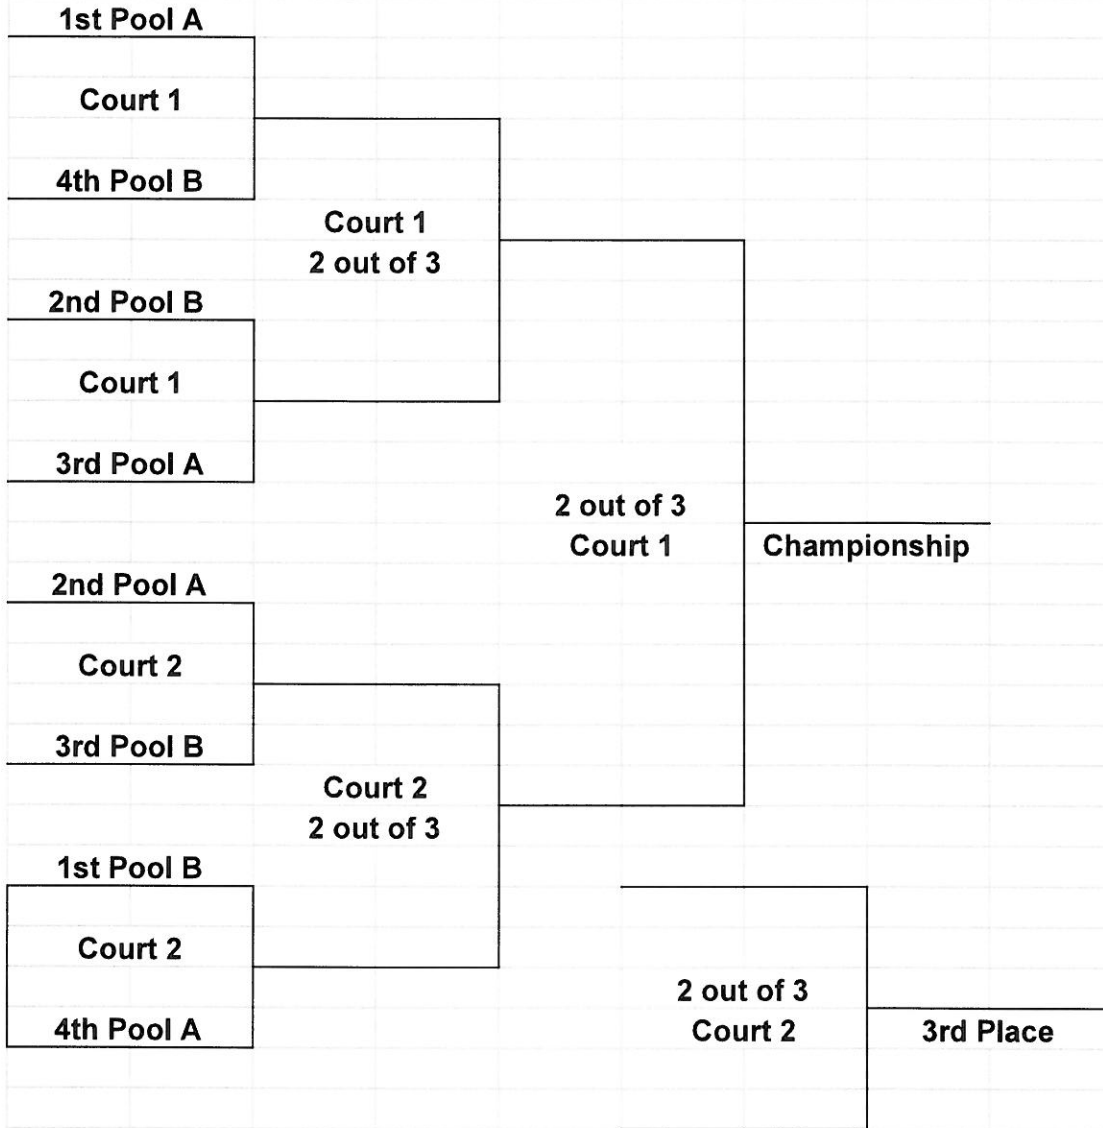 1st Pool A
Court 1
4th Pool B
Court 1
2 out of 3
2nd Pool B
Court 1
3rd Pool A
2 out of 3
Court 1
Championship
2nd Pool A
Court 2
3rd Pool B
Court 2
2 out of 3
1st Pool B
Court 2
4th Pool A
2 out of 3
Court 2
3rd Place